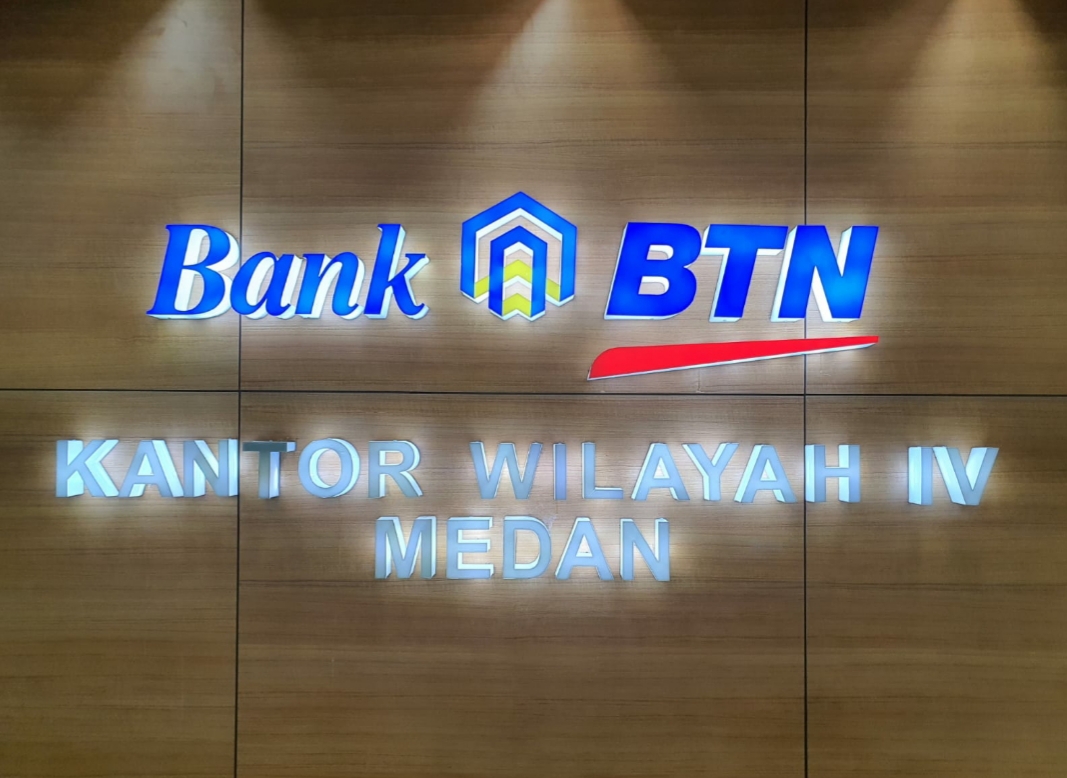 Bank BTN
KANTOR WILAYAH IV
MEDAN